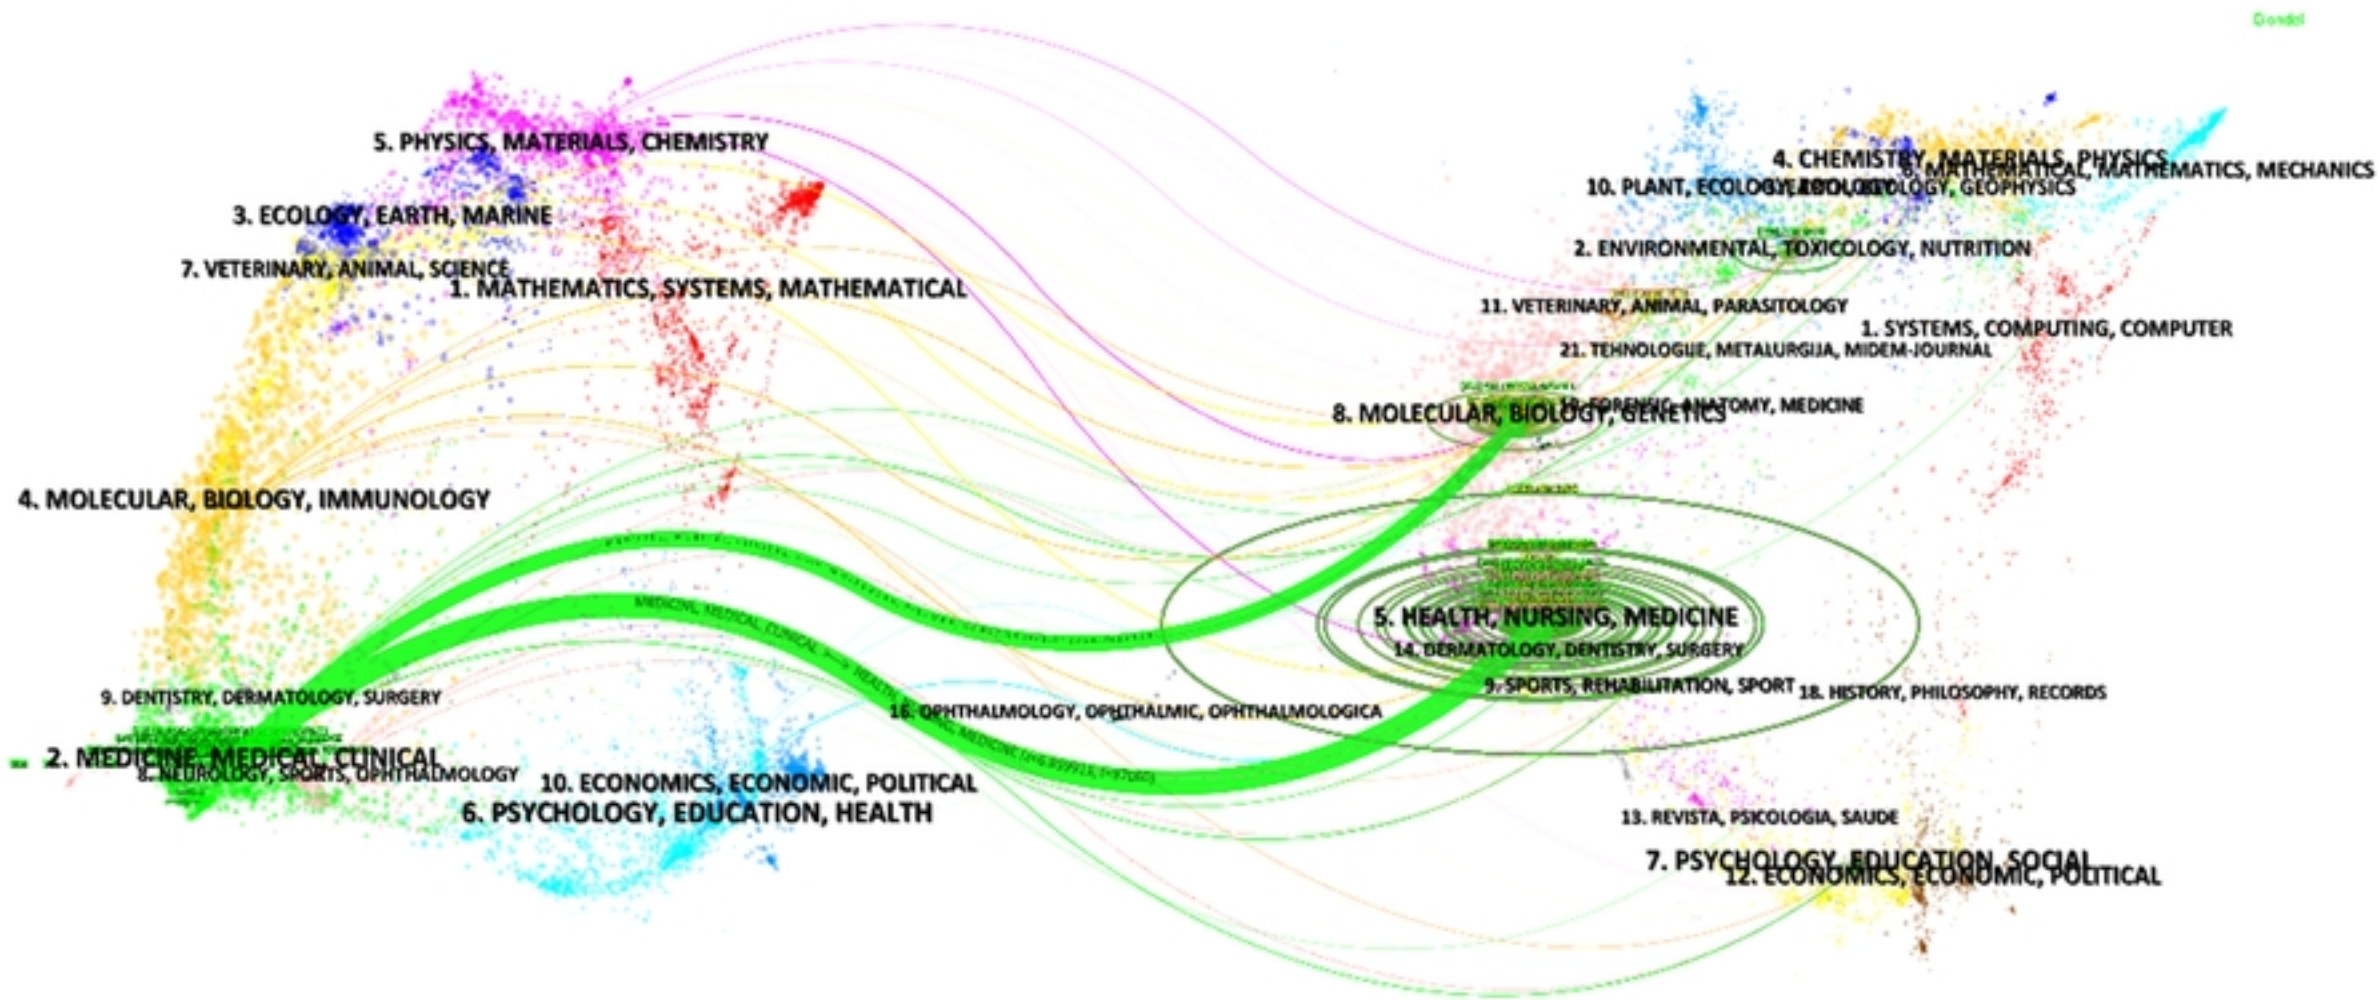 5. PHYSICS, MATERIALS, CHEMISTRY
3. ECOLOGY, EARTH, MARINE
7. VETERINARY, ANIMAL, SCIENCE
1. MATHEMATICS, SYSTEMS, MATHEMATICAL
4. MOLECULAR, BIOLOGY, IMMUNOLOGY
9. DENTISTRY, DERMATOLOGY, SURGERY
2. MEDICINE, MEDICAL, CLINICAL
8. NEUROLOGY, SPORTS, OPHTHALMOLOGY
10. ECONOMICS, ECONOMIC, POLITICAL
6. PSYCHOLOGY, EDUCATION, HEALTH
MEDICINE, MEDICAL, CLINICAL > HEALTH, NURSING, MEDICINE
4. CHEMISTRY, MATERIALS, PHYSICS
MATHEMATICAL, MATHEMATICS, MECHANICS
10. PLANT, ECOLOGY, ZOOLOGY
GEOLOGY, GEOPHYSICS
2. ENVIRONMENTAL, TOXICOLOGY, NUTRITION
11. VETERINARY, ANIMAL, PARASITOLOGY
1. SYSTEMS, COMPUTING, COMPUTER
21. TEHNOLOGIJE, METALURGIJA, MIDEM-JOURNAL
FORENSIC, ANATOMY, MEDICINE
8. MOLECULAR, BIOLOGY, GENETICS
5. HEALTH, NURSING, MEDICINE
14. DERMATOLOGY, DENTISTRY, SURGERY
9. SPORTS, REHABILITATION, SPORT
18. HISTORY, PHILOSOPHY, RECORDS
16. OPHTHALMOLOGY, OPHTHALMIC, OPHTHALMOLOGICA
13. REVISTA, PSICOLOGIA, SAUDE
7. PSYCHOLOGY, EDUCATION, SOCIAL
12. ECONOMICS, ECONOMIC, POLITICAL